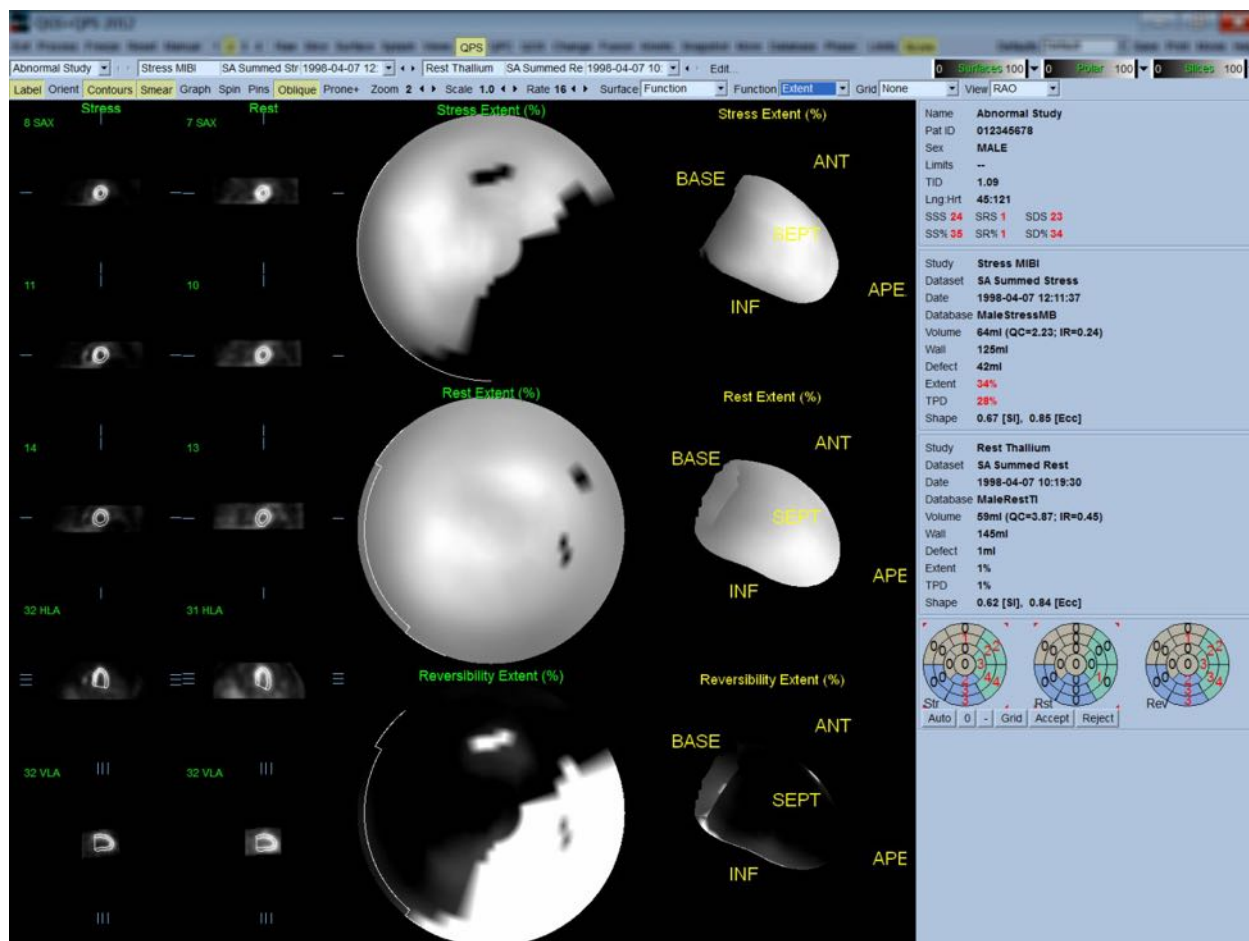 QGS+QPS 2012
QPS
Abnormal Study Stress MIBI SA Summed Str 1998-04-07 12: Rest Thallium SA Summed Re 1998-04-07 10: Edit... 0 Surfaces 100 0 Polar 100 0 Slices 100
Label Orient Contours Smear Graph Spin Pins Oblique Prone+ Zoom 2 Scale 1.0 Rate 16 Surface Function Function Extent Grid None View RAO
Stress Rest
8 SAX 7 SAX
11 10
14 13
32 HLA 31 HLA
32 VLA 32 VLA
Stress Extent (%) Stress Extent (%)
ANT
BASE
SEPT
APE
INF
Rest Extent (%) Rest Extent (%)
ANT
BASE
SEPT
APE
INF
Reversibility Extent (%) Reversibility Extent (%)
ANT
BASE
SEPT
APE
INF
Name Abnormal Study
Pat ID 012345678
Sex MALE
Limits --
TID 1.09
Lng:Hrt 45:121
SSS 24 SRS 1 SDS 23
SS% 35 SR% 1 SD% 34
Study Stress MIBI
Dataset SA Summed Stress
Date 1998-04-07 12:11:37
Database MaleStressMB
Volume 64ml (QC=2.23; IR=0.24)
Wall 125ml
Defect 42ml
Extent 34%
TPD 28%
Shape 0.67 [SI], 0.85 [Ecc]
Study Rest Thallium
Dataset SA Summed Rest
Date 1998-04-07 10:19:30
Database MaleRestTl
Volume 59ml (QC=3.87; IR=0.45)
Wall 145ml
Defect 1ml
Extent 1%
TPD 1%
Shape 0.62 [SI], 0.84 [Ecc]
Str Rst Rev
Auto 0 - Grid Accept Reject